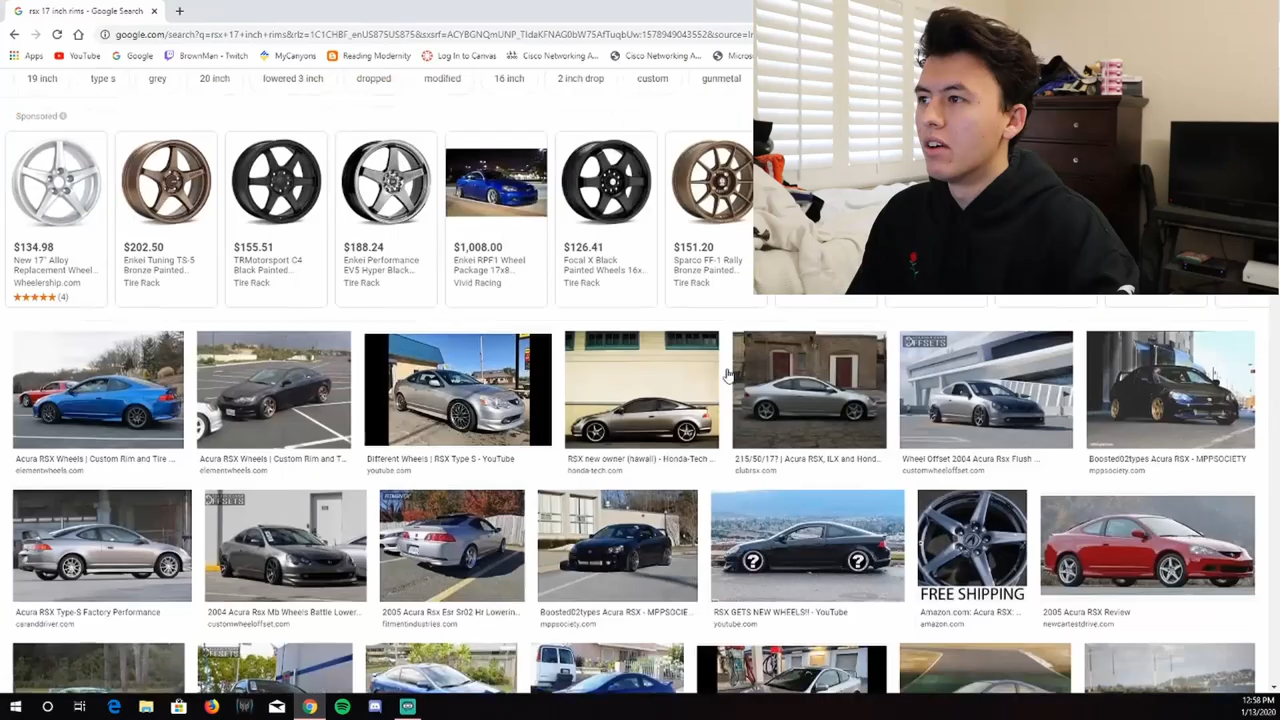 rsx 17 inch rims - Google Search
google.com/search?q=rsx+17+inch+rims&rlz=1C1CHBF_enUS875US875&sxsrf=
Apps YouTube Google BrownMan - Twitch MyCanyons Reading Modernity Log In to Canvas Cisco Networking A... Cisco Networking A...
19 inch type s grey 20 inch lowered 3 inch dropped modified 16 inch 2 inch drop custom gunmetal
Sponsored
$134.98 $202.50 $155.51 $188.24 $1,008.00 $126.41 $151.20
New 17" Alloy Enkei Tuning TS-5 TRMotorsport C4 Enkei Performance Enkei RPF1 Wheel Focal X Black Sparco FF-1 Rally
Replacement Wheel... Bronze Painted... Black Painted... EV5 Hyper Black... Package 17x8... Painted Wheels 16x... Bronze Painted...
Wheelership.com Tire Rack Tire Rack Tire Rack Vivid Racing Tire Rack Tire Rack
(4)
OFFSETS
Acura RSX Wheels | Custom Rim and Tire ... Acura RSX Wheels | Custom Rim and T... Different Wheels | RSX Type S - YouTube RSX new owner (hawaii) - Honda-Tech ... 215/50/17? | Acura RSX, ILX and Hond... Wheel Offset 2004 Acura Rsx Flush ... Boosted02types Acura RSX - MPPSOCIETY
elementwheels.com elementwheels.com youtube.com honda-tech.com clubrsx.com customwheeloffset.com mppsociety.com
OFFSETS
? ?
FREE SHIPPING
Acura RSX Type-S Factory Performance 2004 Acura Rsx Mb Wheels Battle Lower... 2005 Acura Rsx Esr Sr02 Hr Lowerin... Boosted02types Acura RSX - MPPSOCIE... RSX GETS NEW WHEELS!! - YouTube Amazon.com: Acura RSX: ... 2005 Acura RSX Review
caranddriver.com customwheeloffset.com fitmentindustries.com mppsociety.com youtube.com amazon.com newcartestdrive.com
OFFSETS
12:58 PM
1/13/2020